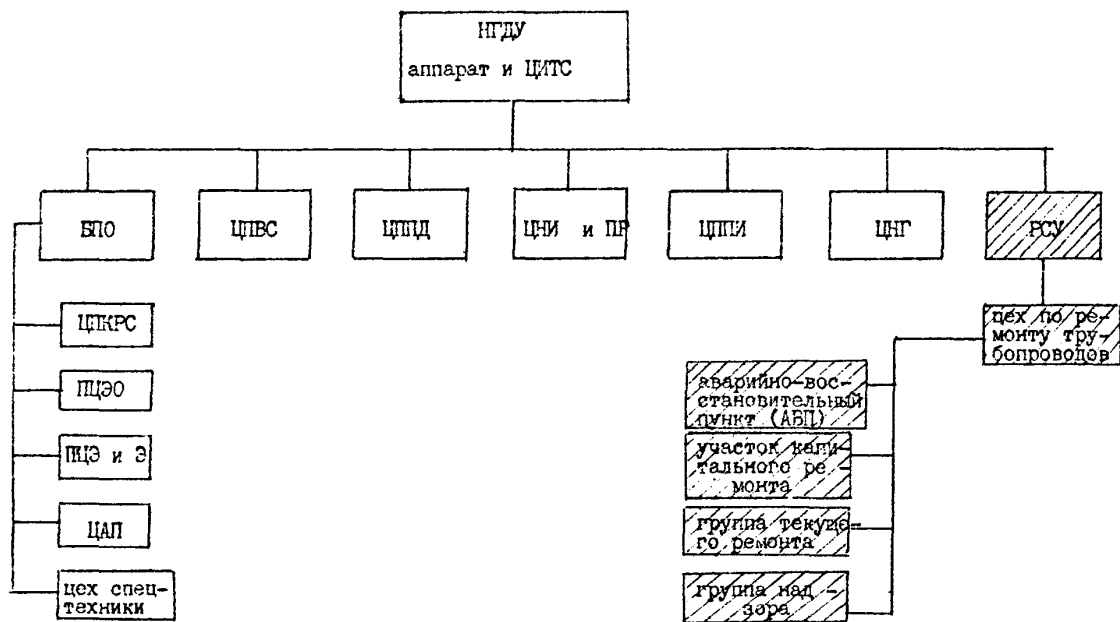 НГДУ
аппарат и ЦИТС
БПО
ЦПВС
ЦППД
ЦНИ и ПР
ЦППИ
ЦНГ
РСУ
ЦПКРС
ПЦЭО
ПЦЭ и Э
ЦАП
цех спец-
техники
цех по ре-
монту тру-
бопроводов
аварийно-вос-
становительный
пункт (АВП)
участок капи-
тального ре -
монта
группа текуще-
го ремонта
группа над -
зора